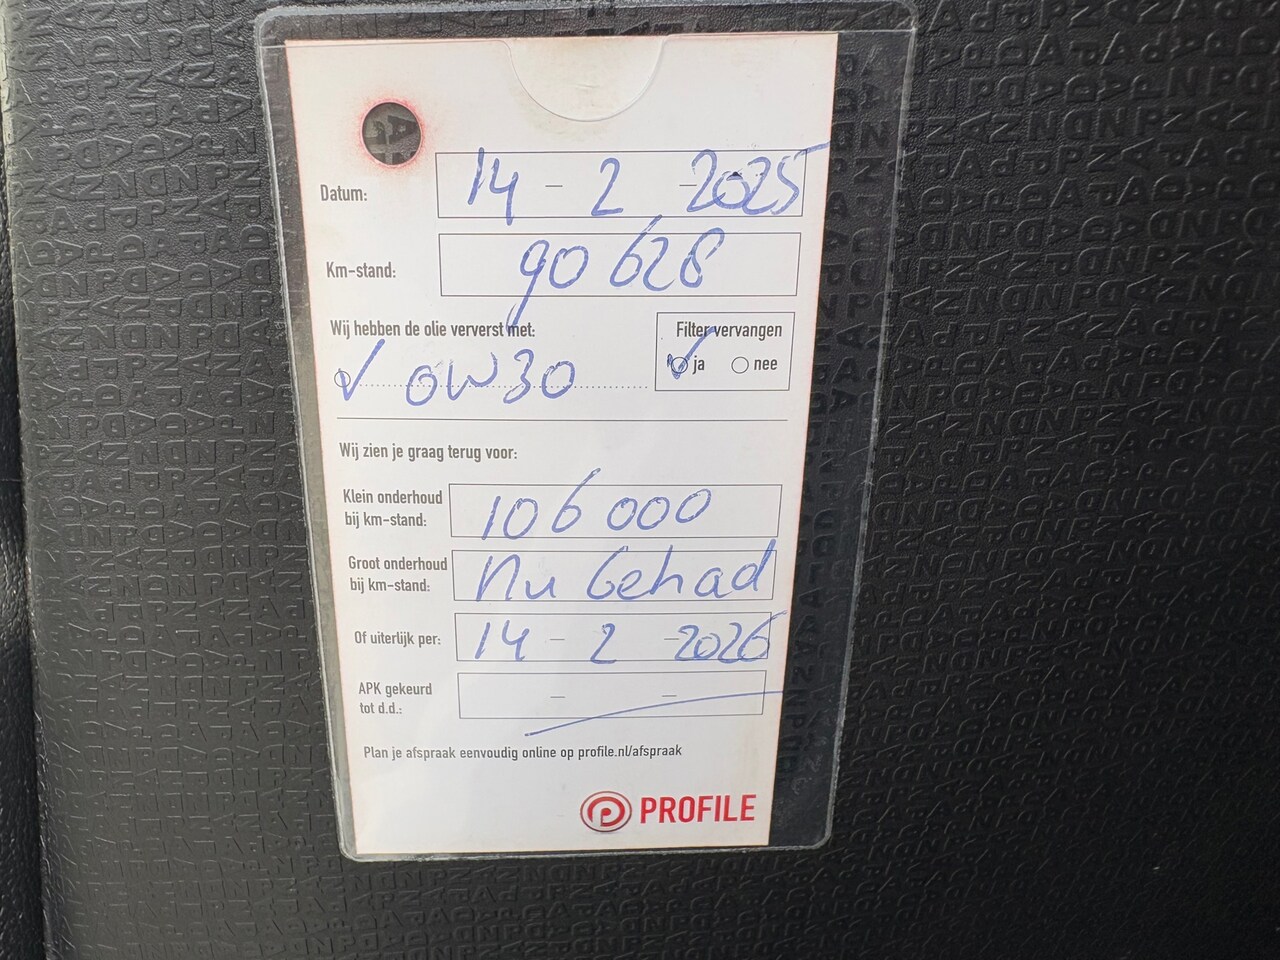 Datum: 14 - 2 - 2025
Km-stand: 90 628
Wij hebben de olie ververst met:
Filter vervangen
✓ 0W30
✓ ja nee
Wij zien je graag terug voor:
Klein onderhoud
bij km-stand: 106 000
Groot onderhoud
bij km-stand: nu Gehad
Of uiterlijk per: 14 - 2 - 2026
APK gekeurd
tot d.d.: - -
Plan je afspraak eenvoudig online op profile.nl/afspraak
PROFILE